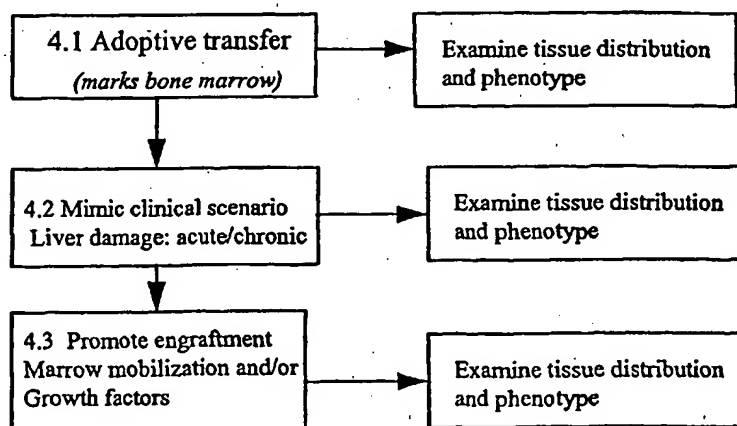 4.1 Adoptive transfer
(marks bone marrow)
Examine tissue distribution
and phenotype
4.2 Mimic clinical scenario
Liver damage: acute/chronic
Examine tissue distribution
and phenotype
4.3 Promote engraftment
Marrow mobilization and/or
Growth factors
Examine tissue distribution
and phenotype